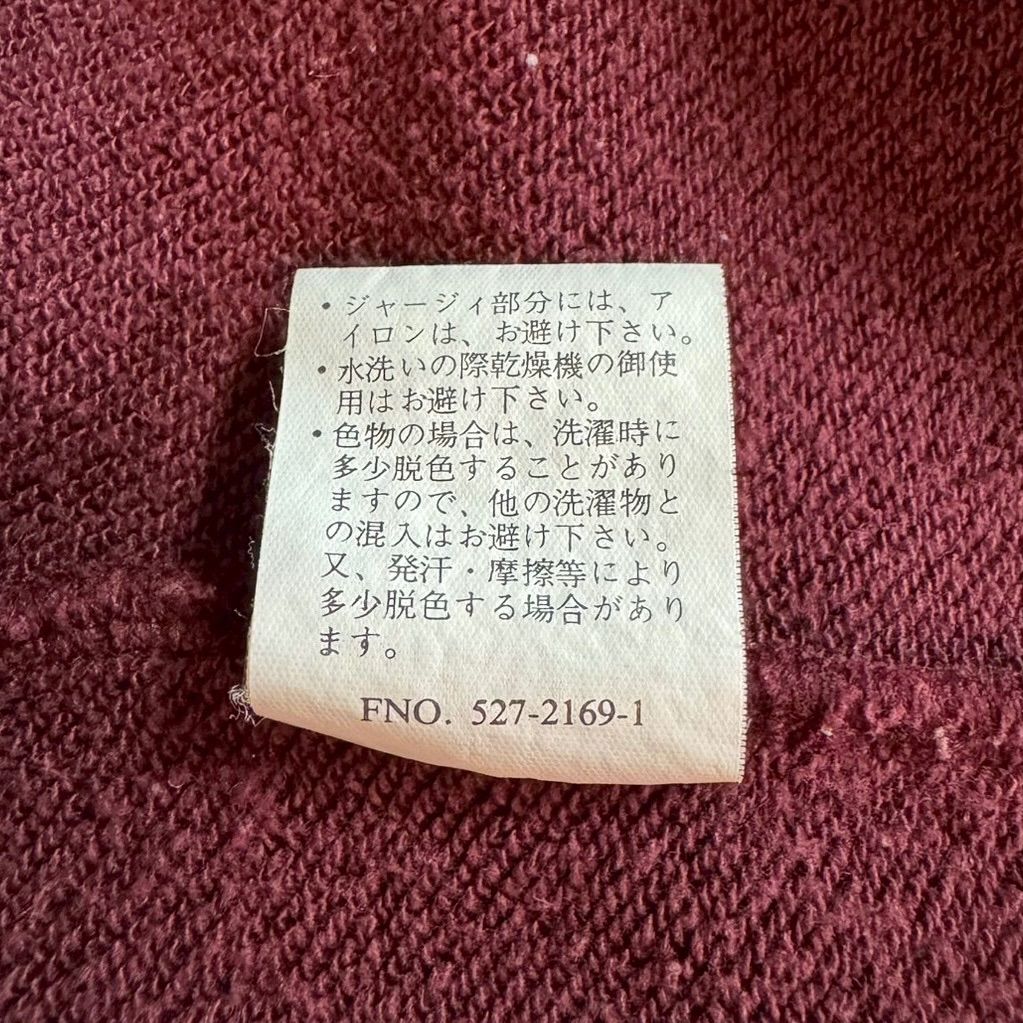 ・ジャージィ部分には、ア
イロンは、お避け下さい。
・水洗いの際乾燥機の御使
用はお避け下さい。
・色物の場合は、洗濯時に
多少脱色することがあり
ますので、他の洗濯物と
の混入はお避け下さい。
又、発汗・摩擦等により
多少脱色する場合があり
ます。
FNO. 527-2169-1